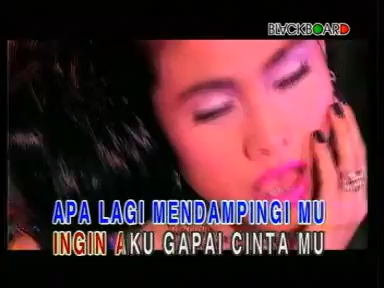 BLACKBOARD
APA LAGI MENDAMPINGI MU
INGIN AKU GAPAI CINTA MU